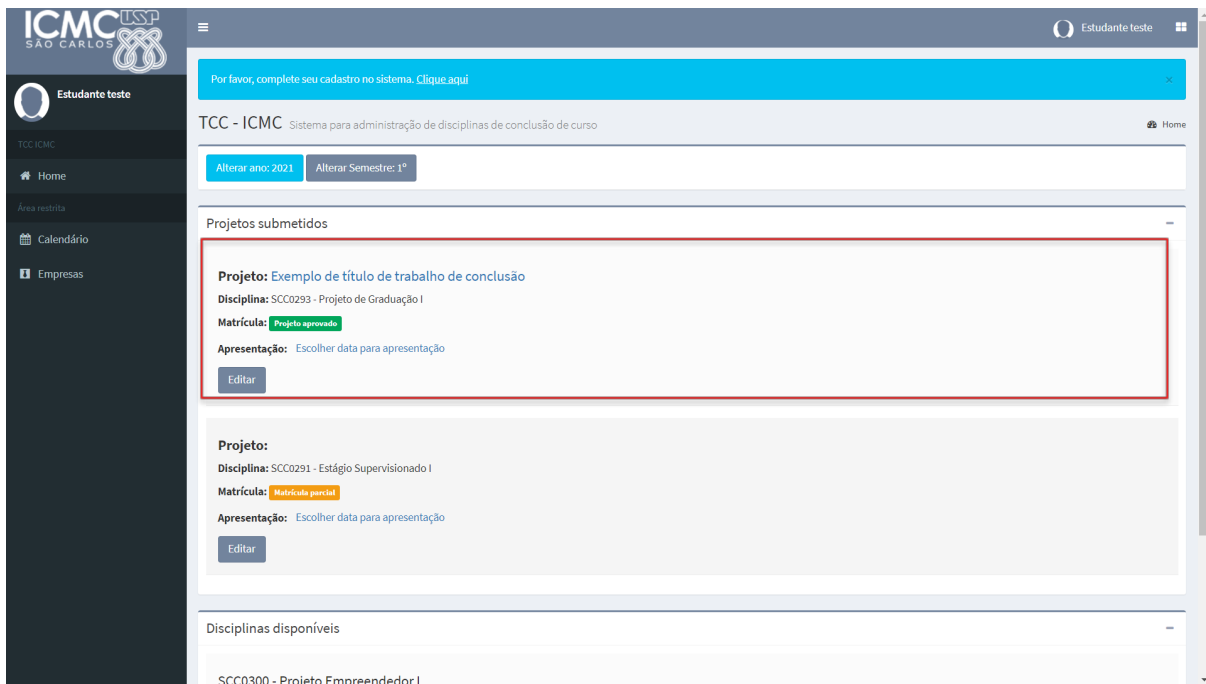 ICMC USP
SÃO CARLOS
Estudante teste
Estudante teste
TCC ICMC
Home
Área restrita
Calendário
Empresas
Por favor, complete seu cadastro no sistema. Clique aqui ×
TCC - ICMC Sistema para administração de disciplinas de conclusão de curso
Home
Alterar ano: 2021 Alterar Semestre: 1º
Projetos submetidos
Projeto: Exemplo de título de trabalho de conclusão
Disciplina: SCC0293 - Projeto de Graduação I
Matrícula: Projeto aprovado
Apresentação: Escolher data para apresentação
Editar
Projeto:
Disciplina: SCC0291 - Estágio Supervisionado I
Matrícula: Matrícula parcial
Apresentação: Escolher data para apresentação
Editar
Disciplinas disponíveis
SCC0300 - Projeto Empreendedor I